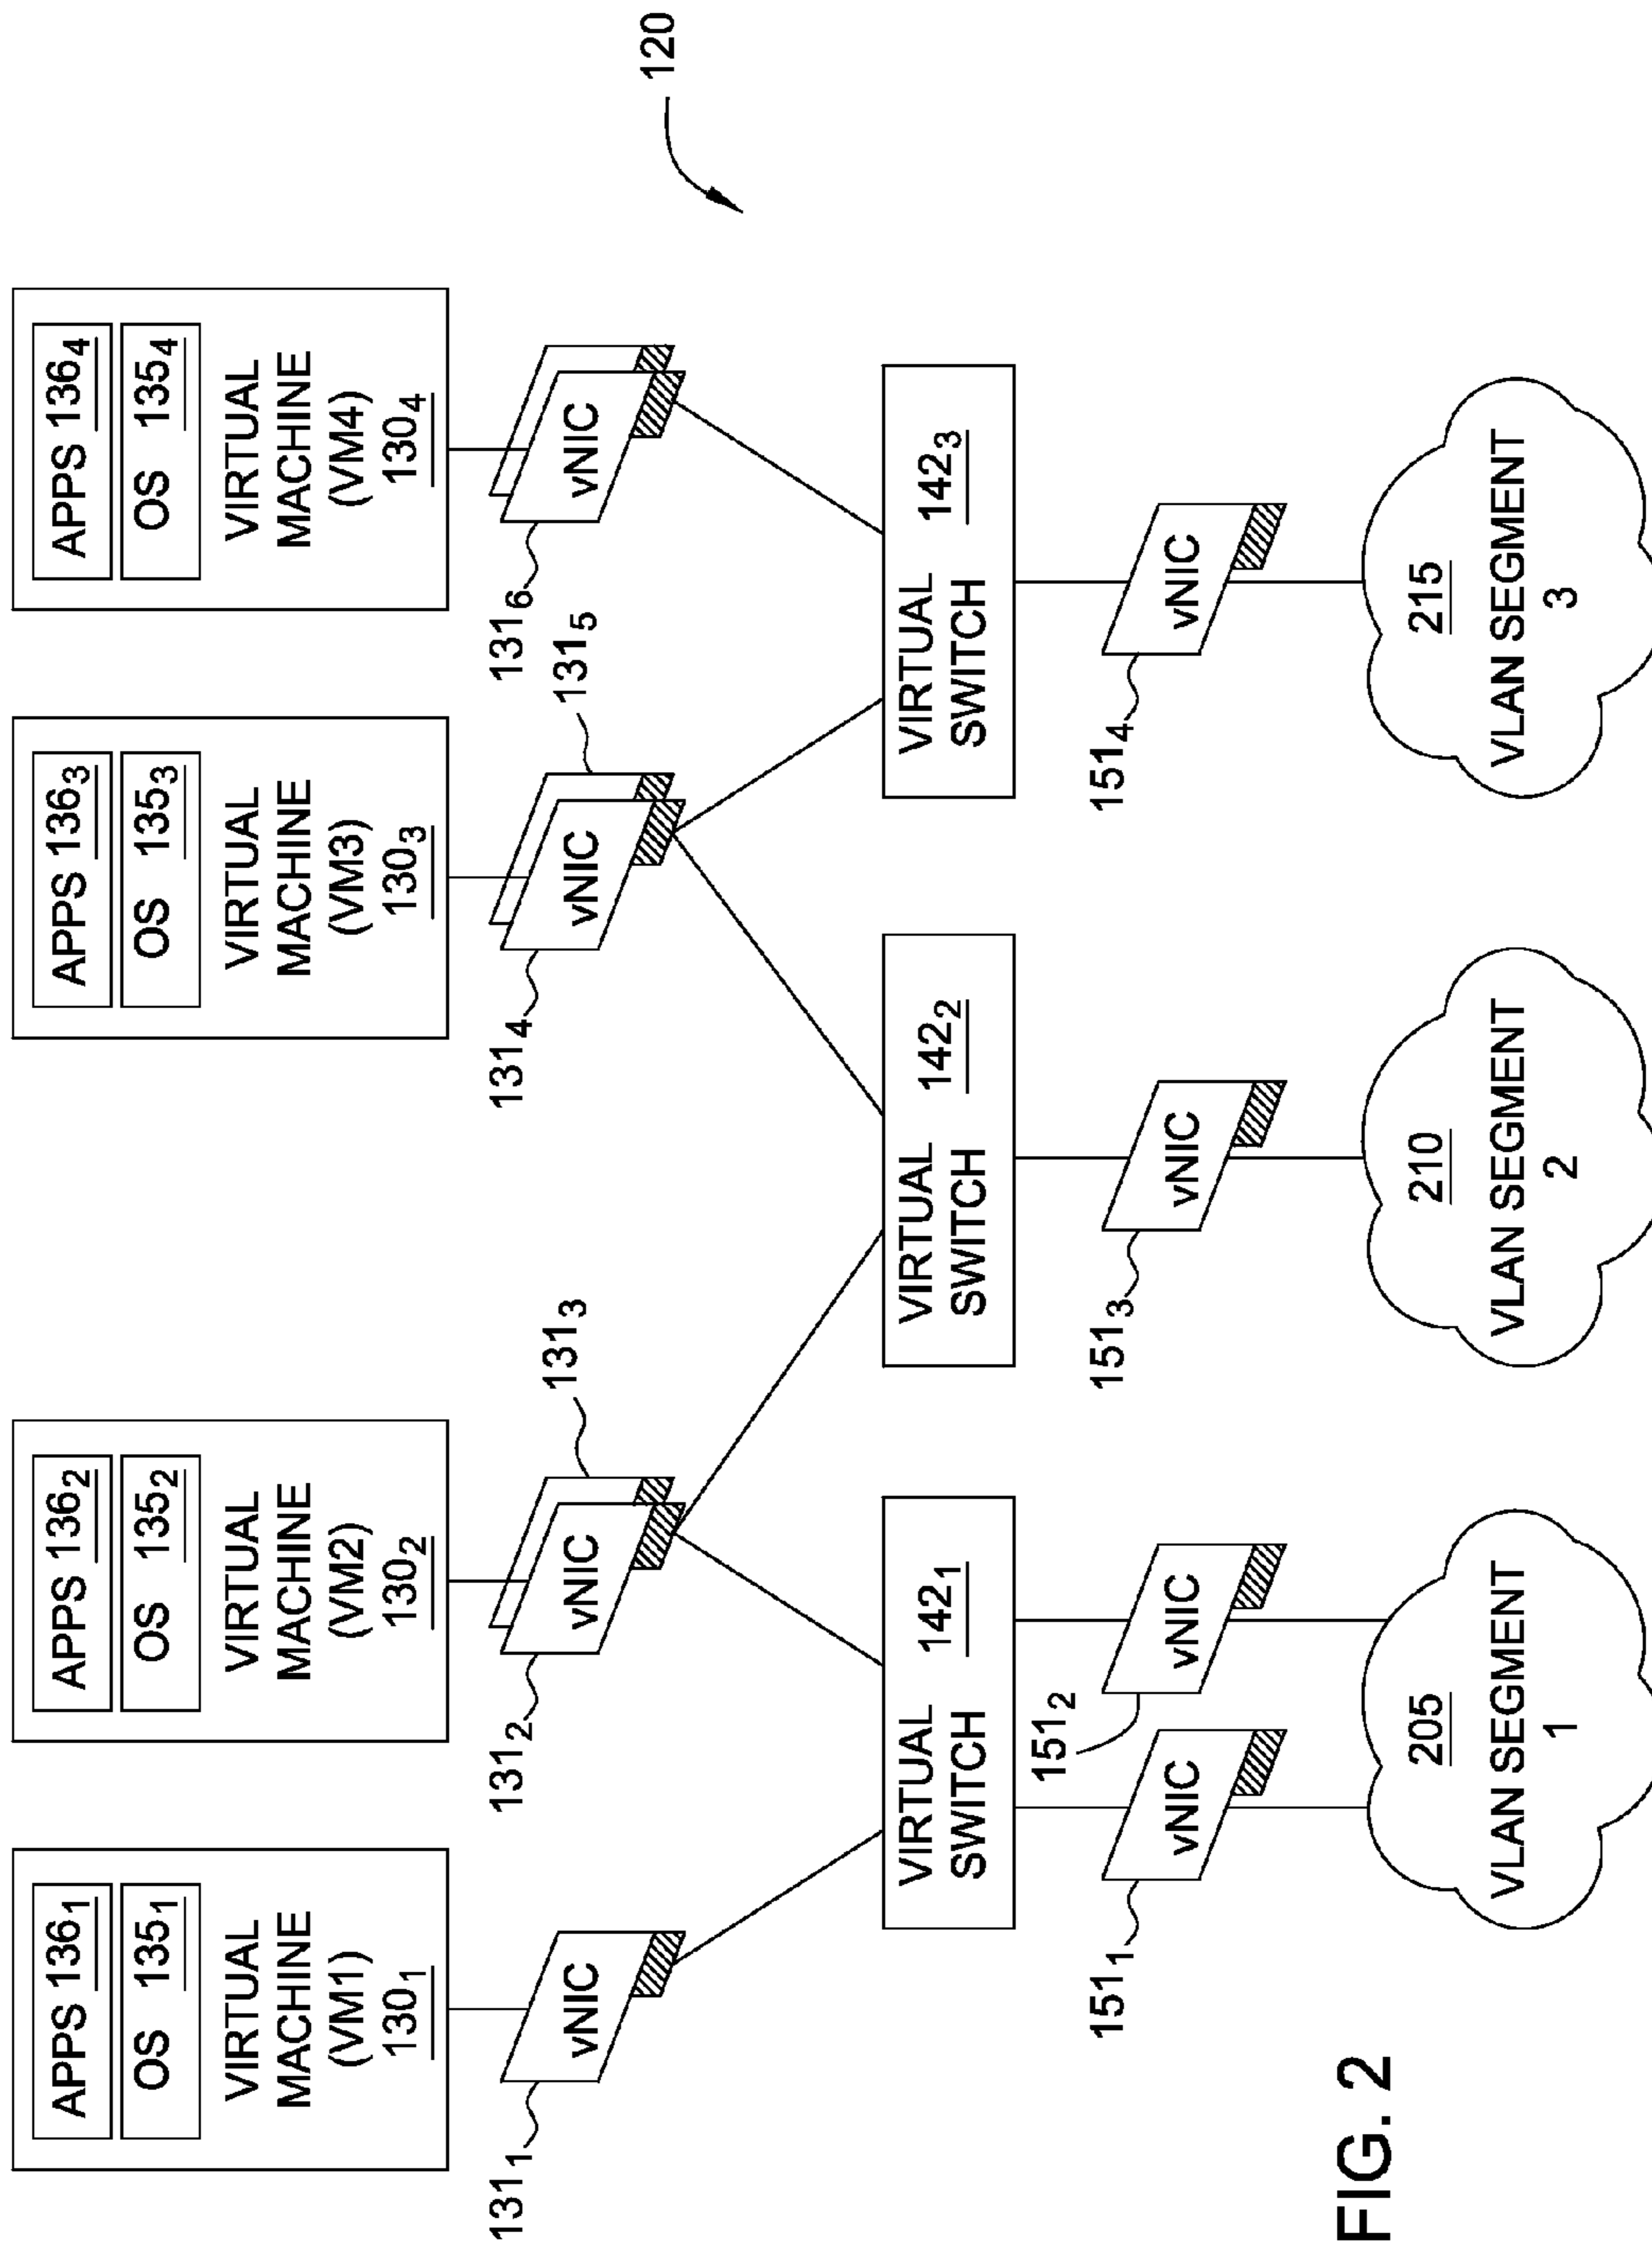 120
APPS 136₁
OS 135₁
VIRTUAL
MACHINE
(VM1)
130₁
APPS 136₂
OS 135₂
VIRTUAL
MACHINE
(VM2)
130₂
APPS 136₃
OS 135₃
VIRTUAL
MACHINE
(VM3)
130₃
APPS 136₄
OS 135₄
VIRTUAL
MACHINE
(VM4)
130₄
131₁
vNIC
131₂
vNIC
131₃
131₄
vNIC
131₅
131₆
vNIC
VIRTUAL
SWITCH
142₁
VIRTUAL
SWITCH
142₂
VIRTUAL
SWITCH
142₃
151₁
vNIC
151₂
vNIC
151₃
vNIC
151₄
vNIC
205
VLAN SEGMENT
1
210
VLAN SEGMENT
2
215
VLAN SEGMENT
3
FIG. 2